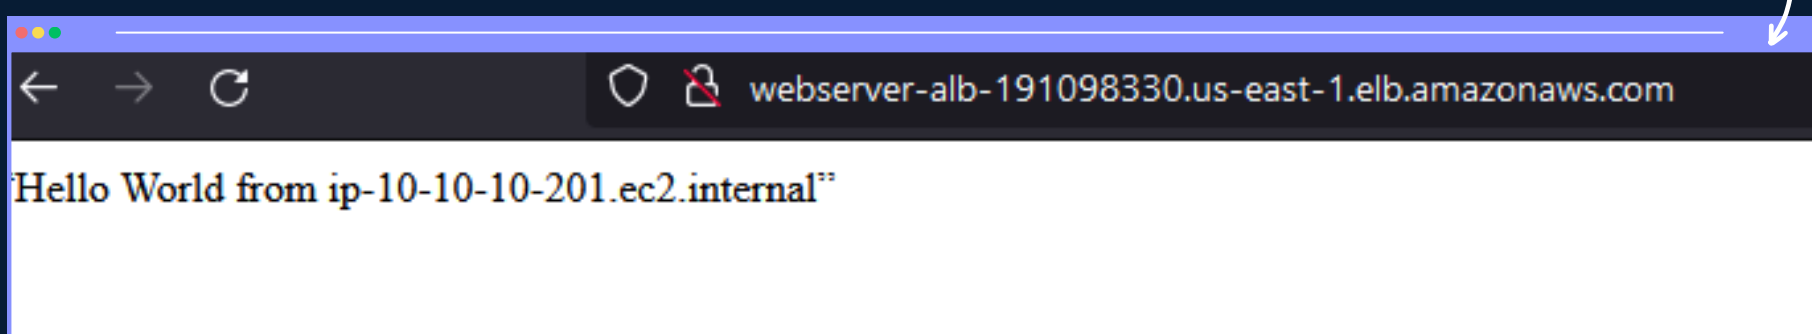 webserver-alb-191098330.us-east-1.elb.amazonaws.com
“Hello World from ip-10-10-10-201.ec2.internal”